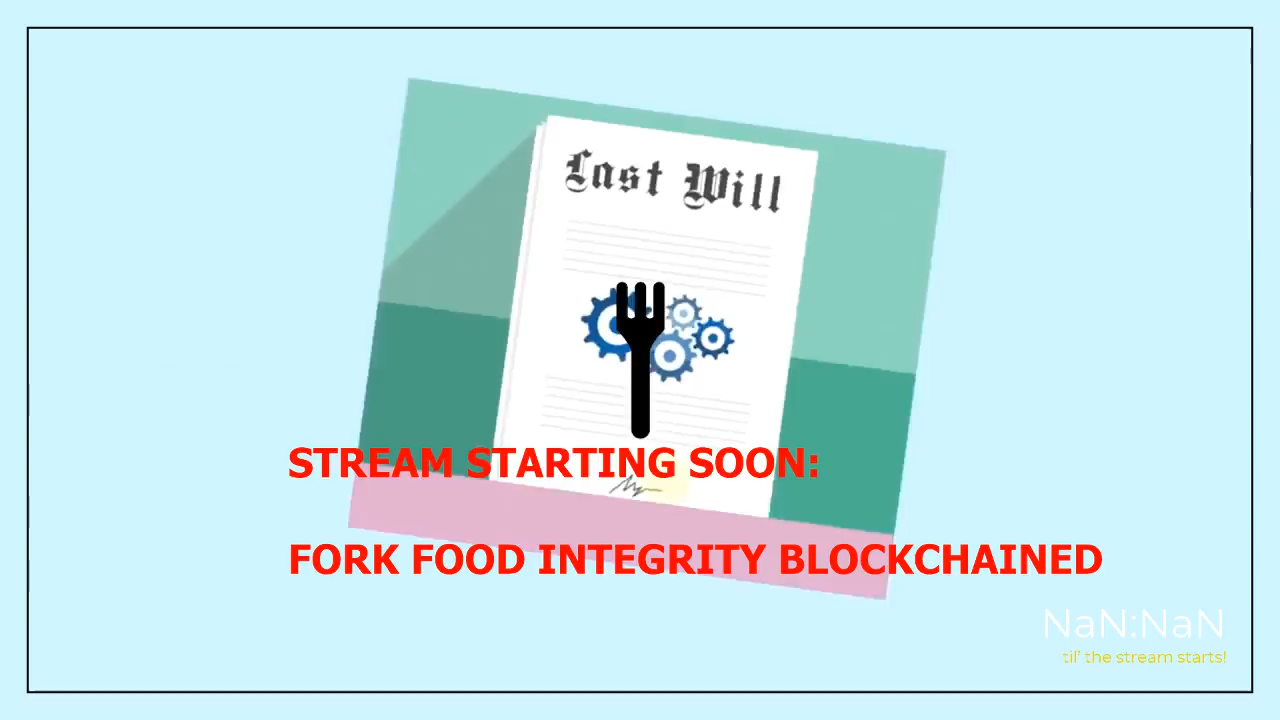 Last Will
STREAM STARTING SOON:
FORK FOOD INTEGRITY BLOCKCHAINED
NaN:NaN
til' the stream starts!